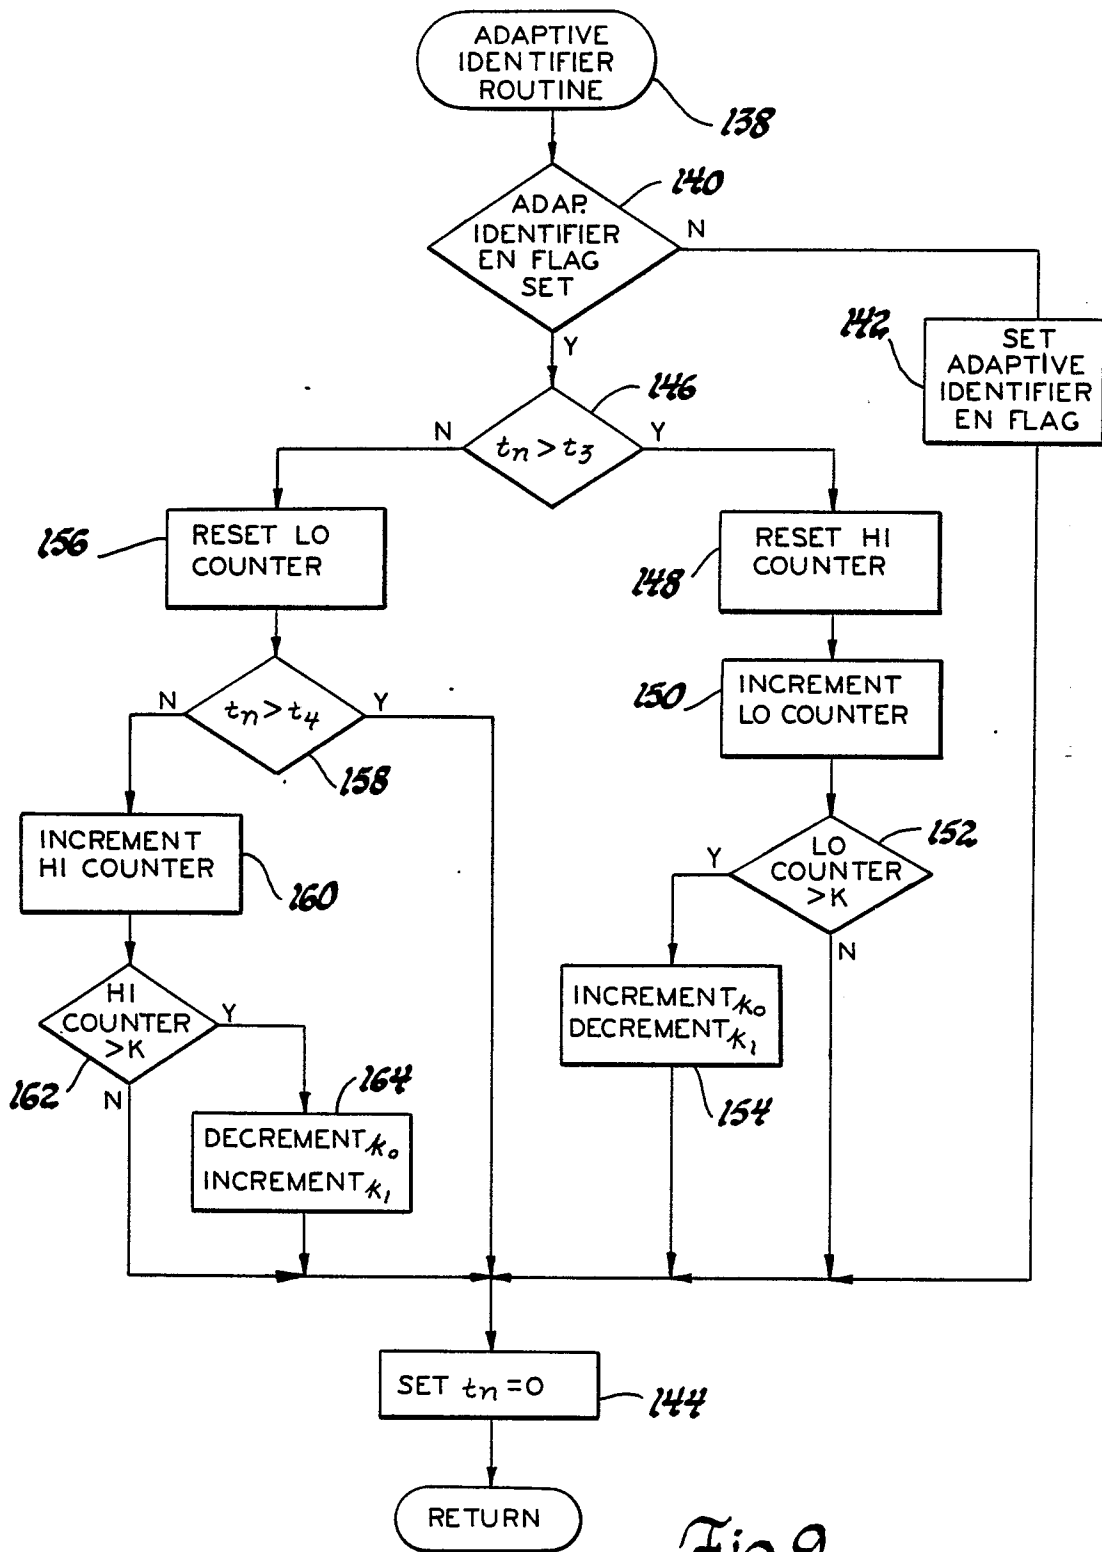 ADAPTIVE
IDENTIFIER
ROUTINE
138
140
ADAP.
IDENTIFIER
EN FLAG
SET
N
Y
142
SET
ADAPTIVE
IDENTIFIER
EN FLAG
146
N
tn > t3
Y
156
RESET LO
COUNTER
148
RESET HI
COUNTER
N
tn > t4
Y
158
150
INCREMENT
LO COUNTER
INCREMENT
HI COUNTER
160
152
Y
LO
COUNTER
>K
N
HI
COUNTER
>K
Y
N
162
INCREMENT k0
DECREMENT k1
154
164
DECREMENT k0
INCREMENT k1
SET tn = 0
144
RETURN
Fig. 9